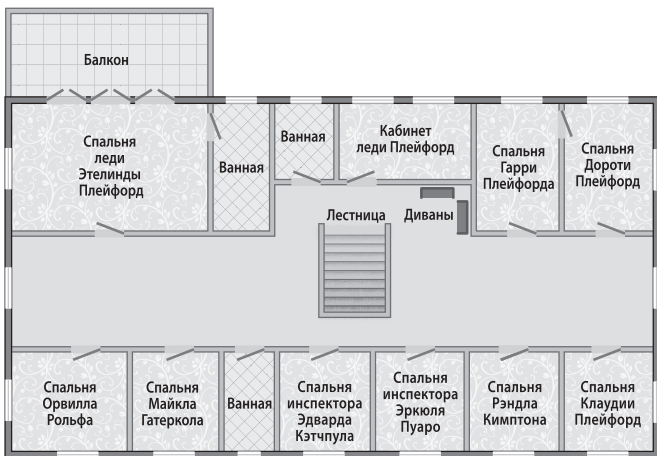 Балкон
Спальня
леди
Этелинды
Плейфорд
Ванная
Ванная
Кабинет
леди Плейфорд
Спальня
Гарри
Плейфорда
Спальня
Дороти
Плейфорд
Лестница
Диваны
Спальня
Орвилла
Рольфа
Спальня
Майкла
Гатеркола
Ванная
Спальня
инспектора
Эдварда
Кэтчпула
Спальня
инспектора
Эркюля
Пуаро
Спальня
Рэндла
Кимптона
Спальня
Клаудии
Плейфорд